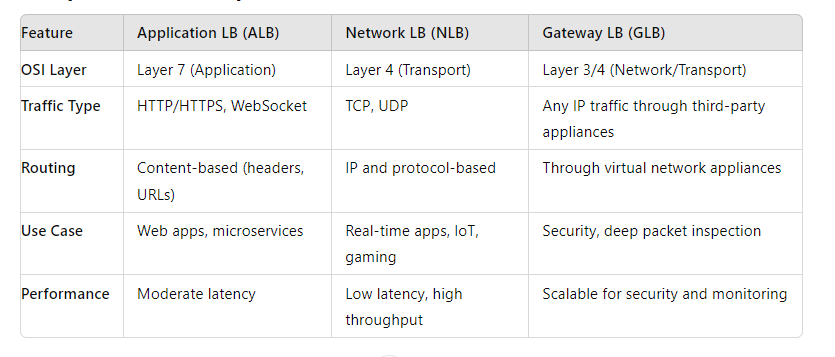 Feature Application LB (ALB) Network LB (NLB) Gateway LB (GLB)
OSI Layer Layer 7 (Application) Layer 4 (Transport) Layer 3/4 (Network/Transport)
Traffic Type HTTP/HTTPS, WebSocket TCP, UDP Any IP traffic through third-party
appliances
Routing Content-based (headers, IP and protocol-based Through virtual network appliances
URLs)
Use Case Web apps, microservices Real-time apps, IoT, Security, deep packet inspection
gaming
Performance Moderate latency Low latency, high Scalable for security and monitoring
throughput